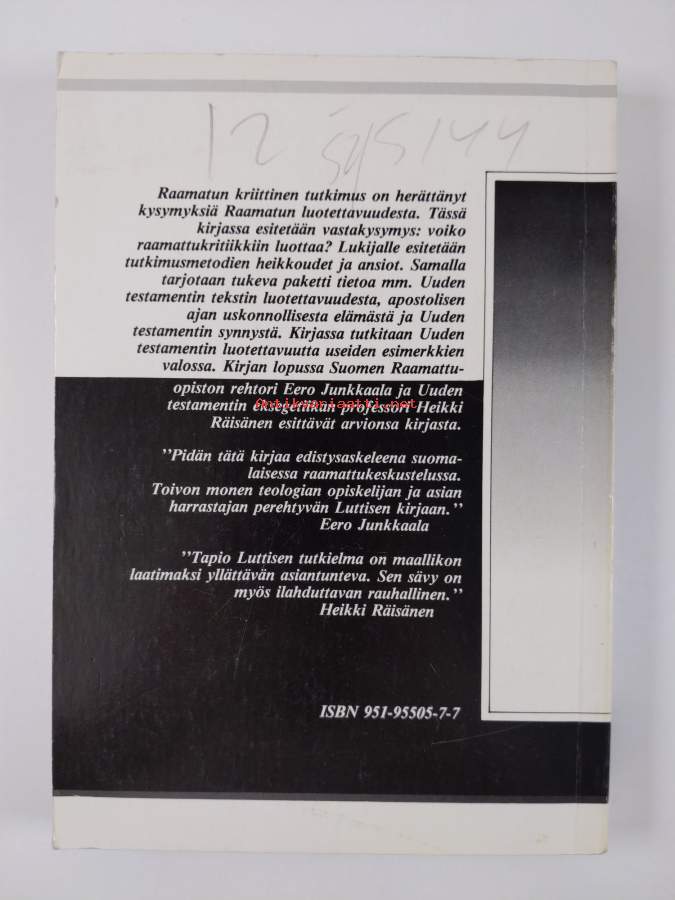 12 sis 144
Raamatun kriittinen tutkimus on herättänyt
kysymyksiä Raamatun luotettavuudesta. Tässä
kirjassa esitetään vastakysymys: voiko
raamattukritiikkiin luottaa? Lukijalle esitetään
tutkimusmetodien heikkoudet ja ansiot. Samalla
tarjotaan tukeva paketti tietoa mm. Uuden
testamentin tekstin luotettavuudesta, apostolisen
ajan uskonnollisesta elämästä ja Uuden
testamentin synnystä. Kirjassa tutkitaan Uuden
testamentin luotettavuutta useiden esimerkkien
valossa. Kirjan lopussa Suomen Raamattu-
opiston rehtori Eero Junkkaala ja Uuden
testamentin eksegetiikan professori Heikki
antikvariaatti.net
Räisänen esittävät arvionsa kirjasta.
”Pidän tätä kirjaa edistysaskeleena suoma-
laisessa raamattukeskustelussa.
Toivon monen teologian opiskelijan ja asian
harrastajan perehtyvän Luttisen kirjaan.”
Eero Junkkaala
”Tapio Luttisen tutkielma on maallikon
laatimaksi yllättävän asiantunteva. Sen sävy on
myös ilahduttavan rauhallinen.”
Heikki Räisänen
ISBN 951-95505-7-7